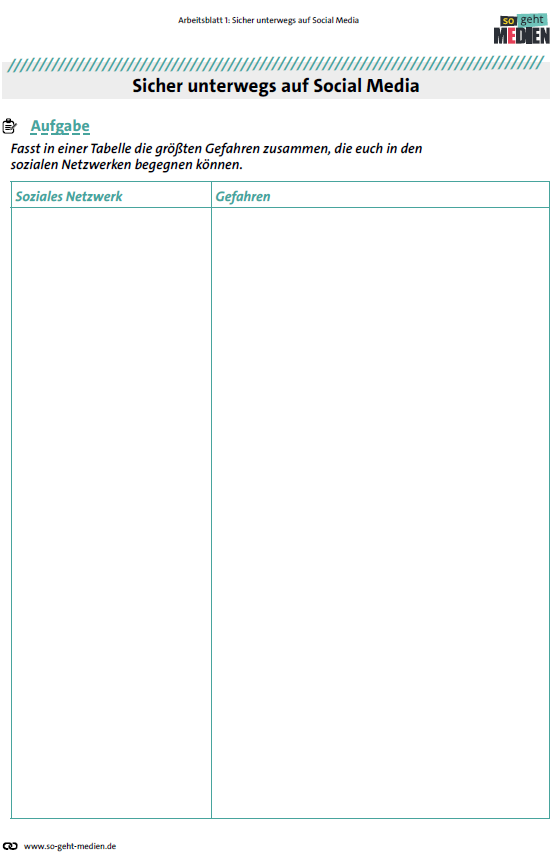 Arbeitsblatt 1: Sicher unterwegs auf Social Media
so geht
MEDIEN
Sicher unterwegs auf Social Media
Aufgabe
Fasst in einer Tabelle die größten Gefahren zusammen, die euch in den
sozialen Netzwerken begegnen können.
Soziales Netzwerk Gefahren
www.so-geht-medien.de